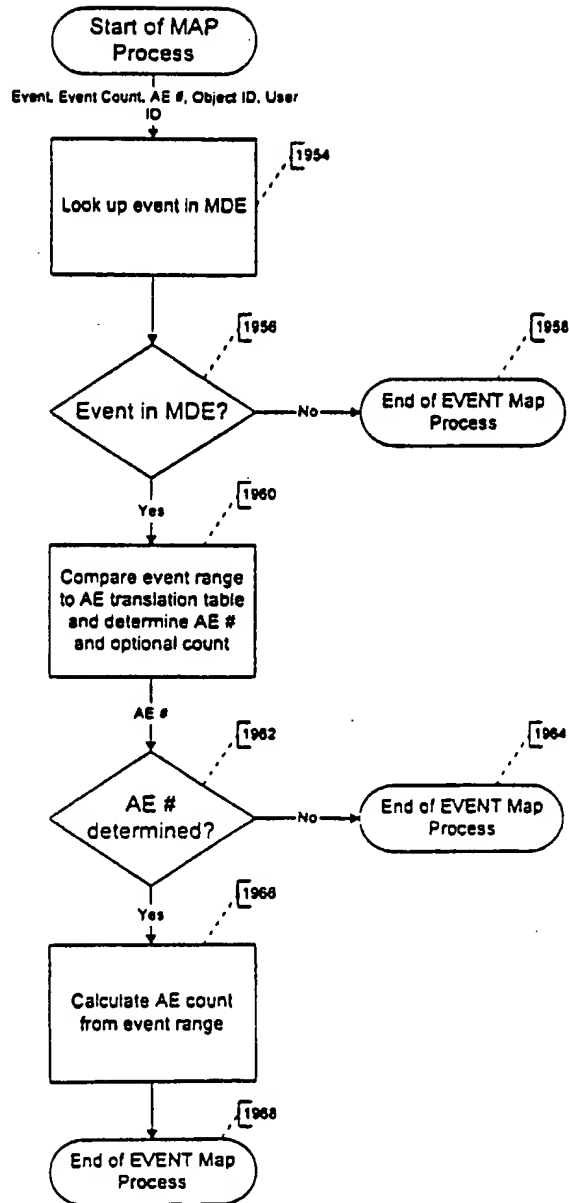 Start of MAP
Process
Event, Event Count, AE #, Object ID, User
ID
1954
Look up event in MDE
1956
1958
Event in MDE?
No
End of EVENT Map
Process
Yes
1960
Compare event range
to AE translation table
and determine AE #
and optional count
AE #
1962
1964
AE #
determined?
No
End of EVENT Map
Process
Yes
1966
Calculate AE count
from event range
1968
End of EVENT Map
Process